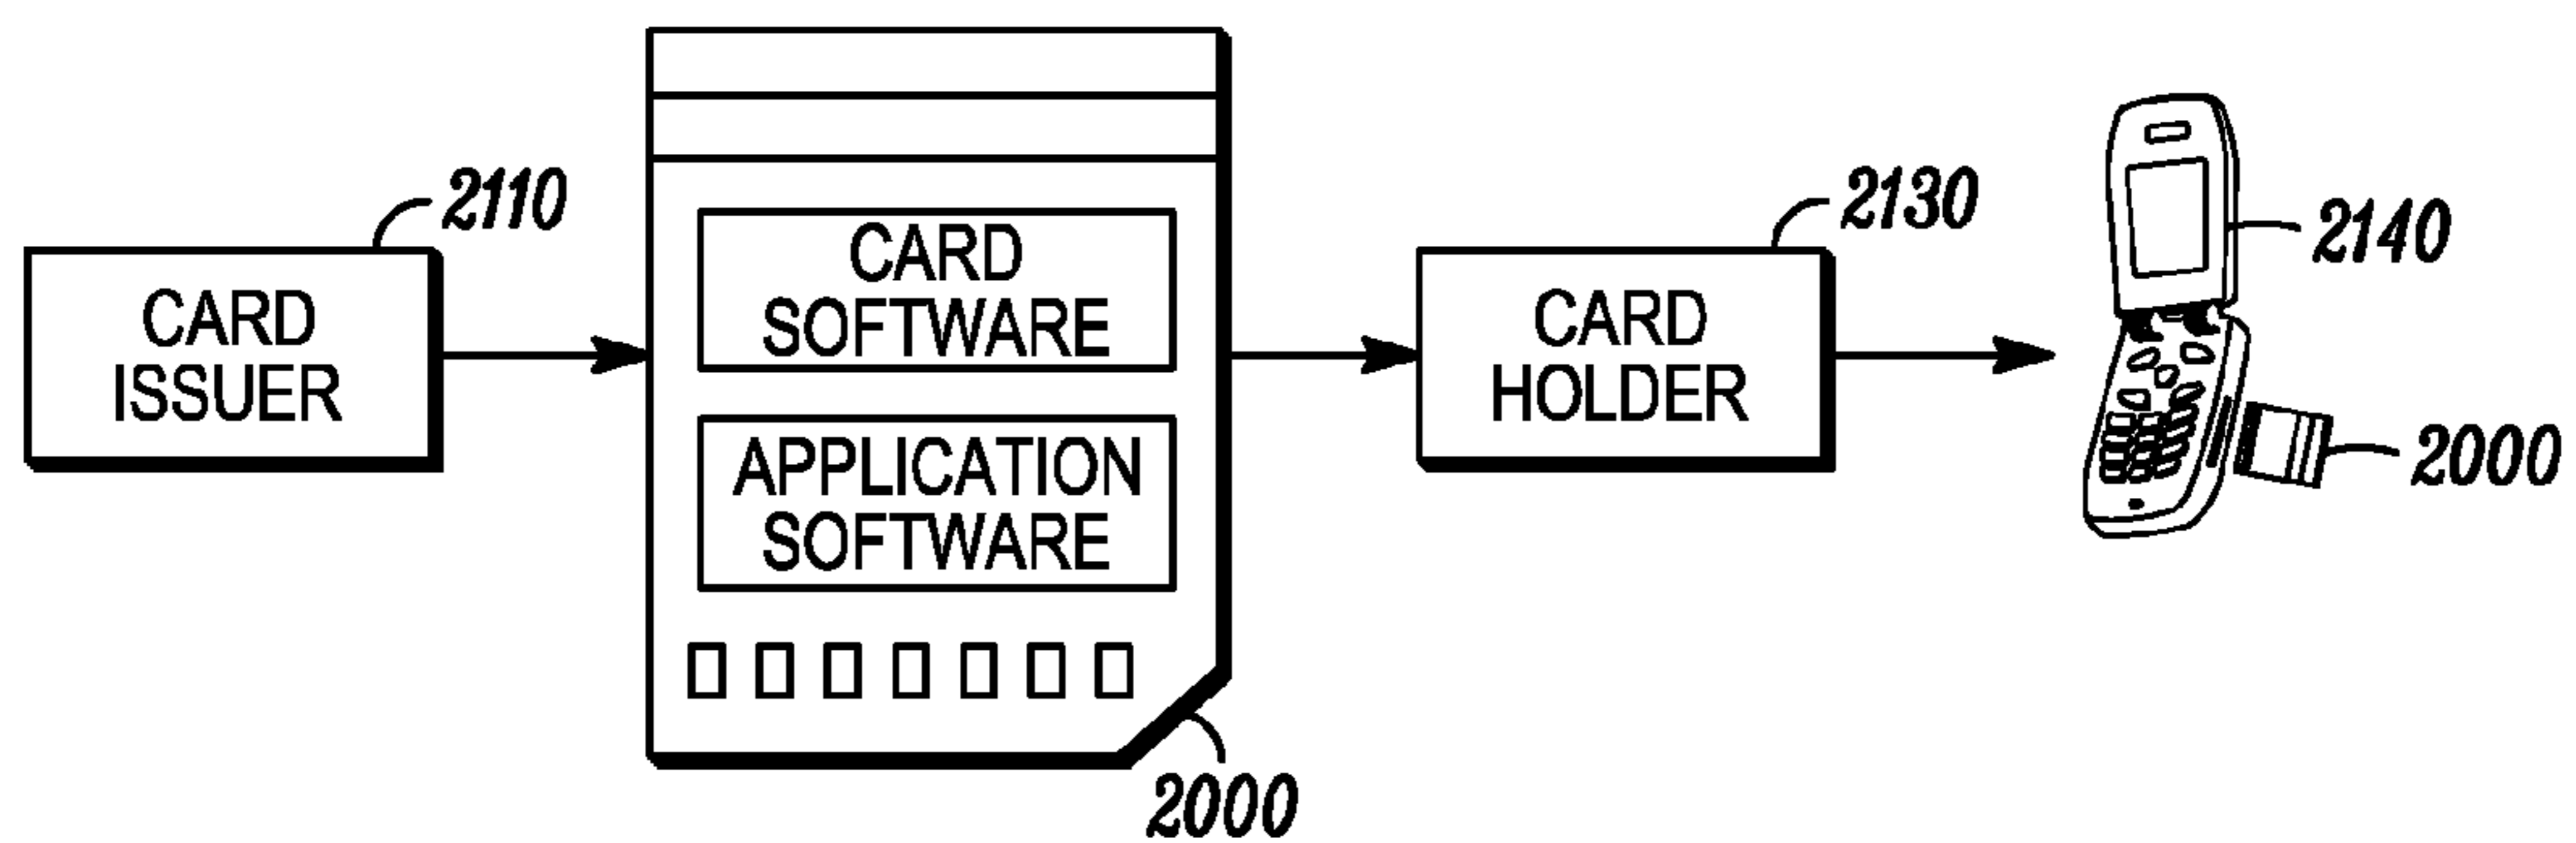 2110
CARD
ISSUER
CARD
SOFTWARE
APPLICATION
SOFTWARE
2000
2130
CARD
HOLDER
2140
2000